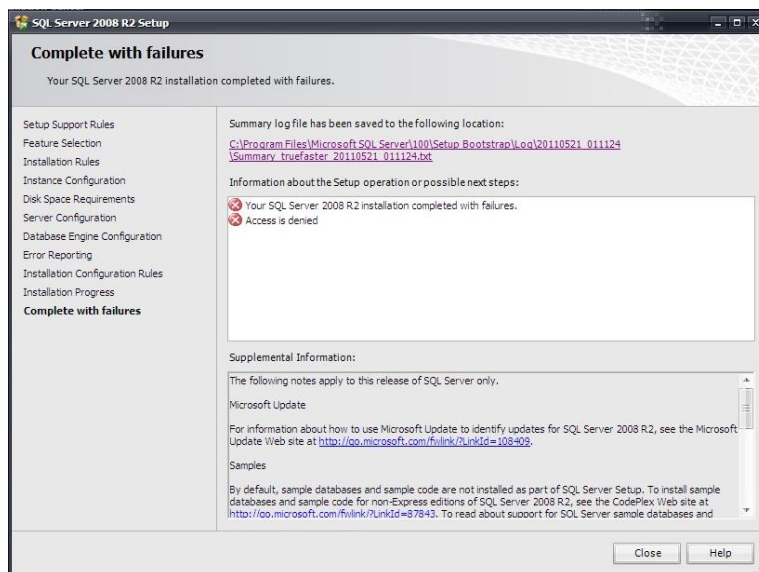 SQL Server 2008 R2 Setup
Complete with failures
Your SQL Server 2008 R2 installation completed with failures.
Setup Support Rules
Feature Selection
Installation Rules
Instance Configuration
Disk Space Requirements
Server Configuration
Database Engine Configuration
Error Reporting
Installation Configuration Rules
Installation Progress
Complete with failures
Summary log file has been saved to the following location:
C:\Program Files\Microsoft SQL Server\100\Setup Bootstrap\Log\20110521_011124
\Summary_truefaster_20110521_011124.txt
Information about the Setup operation or possible next steps:
Your SQL Server 2008 R2 installation completed with failures.
Access is denied
Supplemental Information:
The following notes apply to this release of SQL Server only.
Microsoft Update
For information about how to use Microsoft Update to identify updates for SQL Server 2008 R2, see the Microsoft
Update Web site at http://go.microsoft.com/fwlink/?LinkId=108409.
Samples
By default, sample databases and sample code are not installed as part of SQL Server Setup. To install sample
databases and sample code for non-Express editions of SQL Server 2008 R2, see the CodePlex Web site at
http://go.microsoft.com/fwlink/?LinkId=87843. To read about support for SQL Server sample databases and
Close
Help